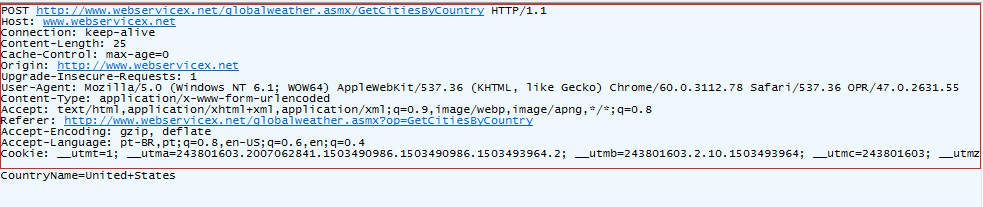 POST http://www.webservicex.net/globalweather.asmx/GetCitiesByCountry HTTP/1.1
Host: www.webservicex.net
Connection: keep-alive
Content-Length: 25
Cache-Control: max-age=0
Origin: http://www.webservicex.net
Upgrade-Insecure-Requests: 1
User-Agent: Mozilla/5.0 (Windows NT 6.1; WOW64) AppleWebKit/537.36 (KHTML, like Gecko) Chrome/60.0.3112.78 Safari/537.36 OPR/47.0.2631.55
Content-Type: application/x-www-form-urlencoded
Accept: text/html,application/xhtml+xml,application/xml;q=0.9,image/webp,image/apng,*/*;q=0.8
Referer: http://www.webservicex.net/globalweather.asmx?op=GetCitiesByCountry
Accept-Encoding: gzip, deflate
Accept-Language: pt-BR,pt;q=0.8,en-US;q=0.6,en;q=0.4
Cookie: __utmt=1; __utma=243801603.2007062841.1503490986.1503490986.1503493964.2; __utmb=243801603.2.10.1503493964; __utmc=243801603; __utmz
CountryName=United+States